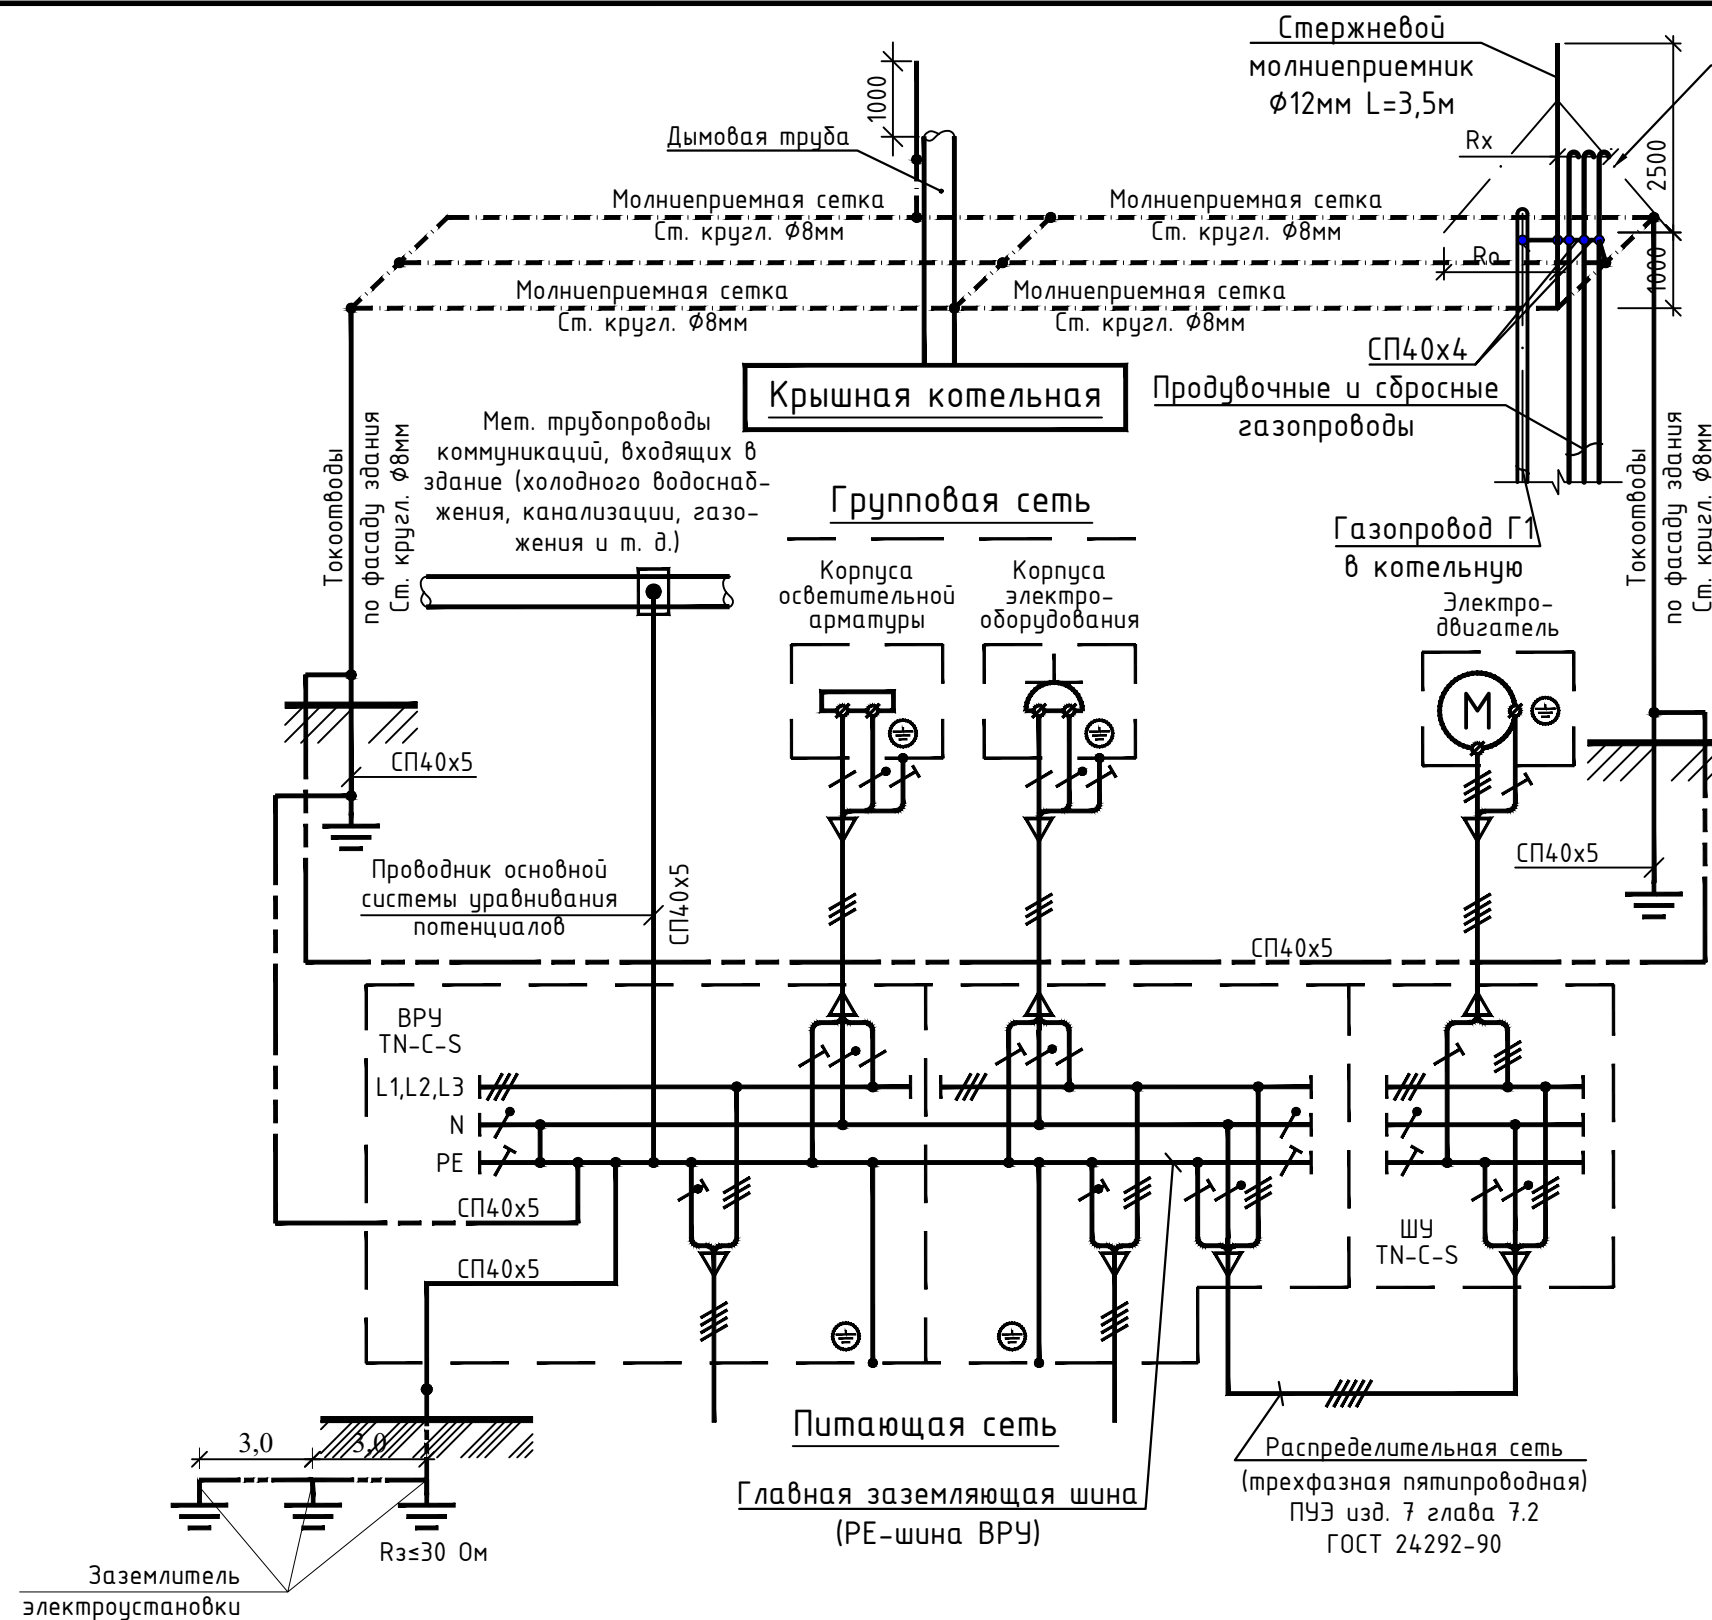 Стержневой
молниеприемник
Ф12мм L=3,5м
1000
Дымовая труба
Rx
2500
Молниеприемная сетка
Ст. кругл. Ф8мм
Молниеприемная сетка
Ст. кругл. Ф8мм
Ro
1000
Молниеприемная сетка
Ст. кругл. Ф8мм
Молниеприемная сетка
Ст. кругл. Ф8мм
СП40х4
Крышная котельная
Продувочные и сбросные
газопроводы
Токоотводы
по фасаду здания
Ст. кругл. Ф8мм
Мет. трубопроводы
коммуникаций, входящих в
здание (холодного водоснаб-
жения, канализации, газо-
жения и т. д.)
Групповая сеть
Газопровод Г1
в котельную
Токоотводы
по фасаду здания
Ст. кругл. Ф8мм
Корпуса
осветительной
арматуры
Корпуса
электро-
оборудования
Электро-
двигатель
М
СП40х5
СП40х5
Проводник основной
системы уравнивания
потенциалов
СП40х5
СП40х5
ВРУ
TN-C-S
L1,L2,L3
N
PE
СП40х5
СП40х5
ШУ
TN-C-S
3,0
3,0
Rз≤30 Ом
Заземлитель
электроустановки
Питающая сеть
Главная заземляющая шина
(РЕ-шина ВРУ)
Распределительная сеть
(трехфазная пятипроводная)
ПУЭ изд. 7 глава 7.2
ГОСТ 24292-90